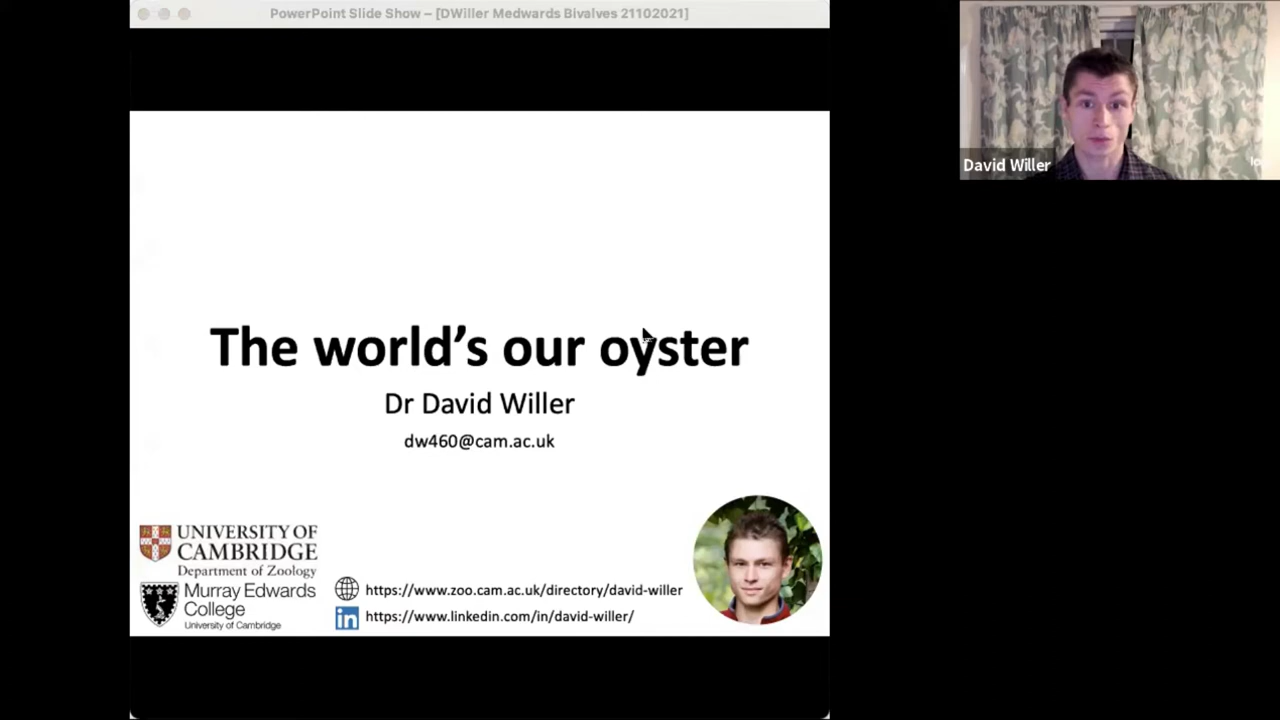 PowerPoint Slide Show – [DWiller Medwards Bivalves 21102021]
David Willer
The world's our oyster
Dr David Willer
dw460@cam.ac.uk
UNIVERSITY OF
CAMBRIDGE
Department of Zoology
Murray Edwards
College
University of Cambridge
https://www.zoo.cam.ac.uk/directory/david-willer
in https://www.linkedin.com/in/david-willer/